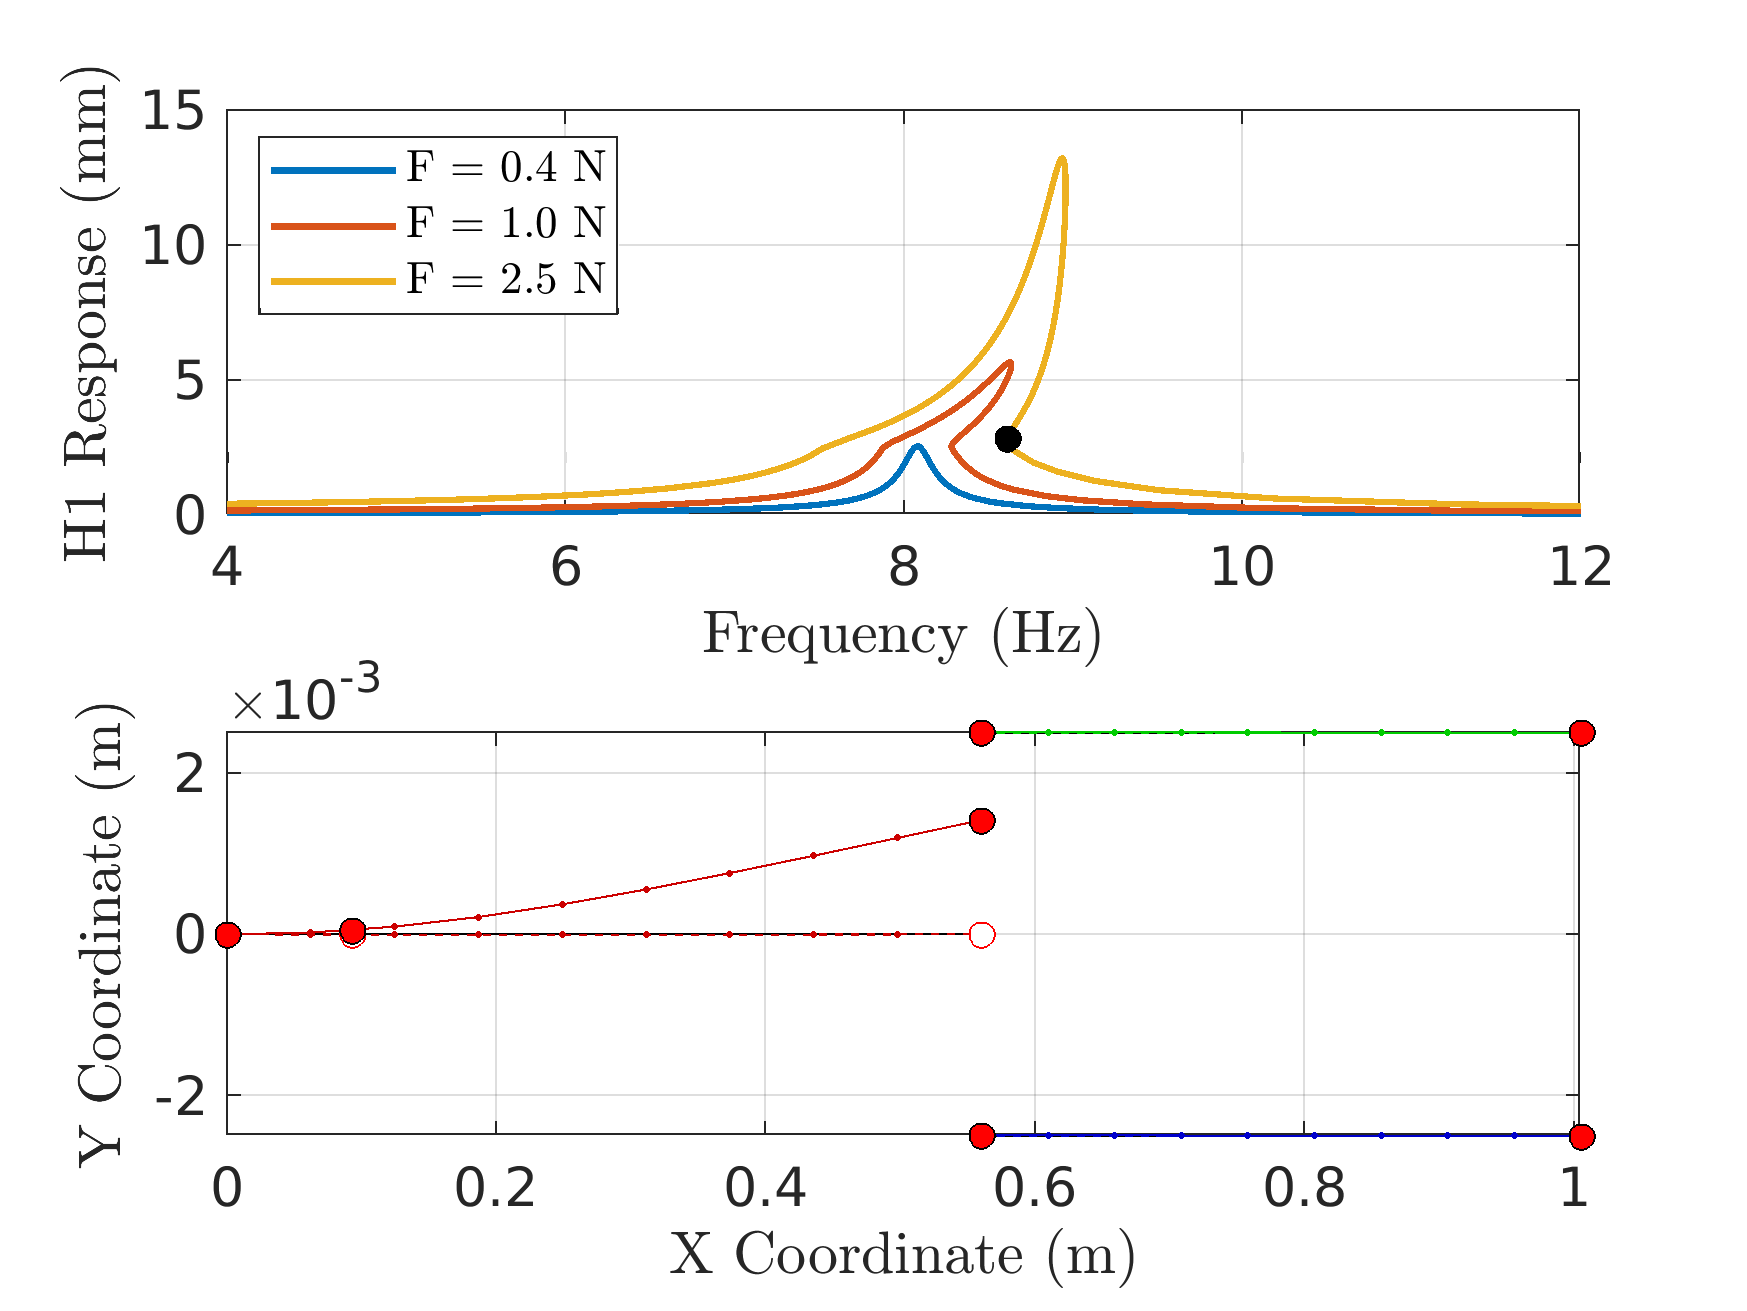 H1 Response (mm)
15
10
5
0
F = 0.4 N
F = 1.0 N
F = 2.5 N
4 6 8 10 12
Frequency (Hz)
×10-3
Y Coordinate (m)
2
0
-2
0 0.2 0.4 0.6 0.8 1
X Coordinate (m)